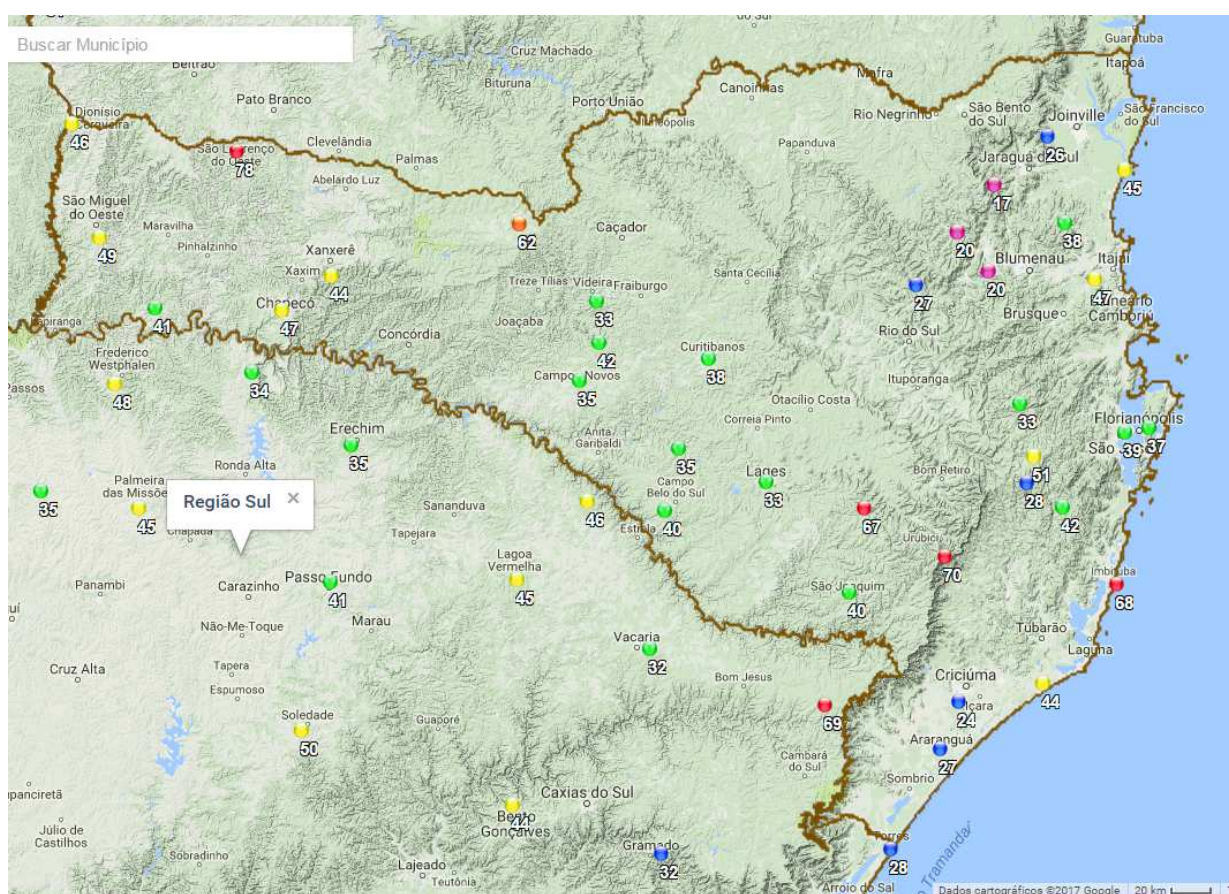 do Sul
Guaratuba
Buscar Município
Cruz Machado
Itapoá
Beltrão
Mafra
Bituruna
Canoinhas
Pato Branco
Porto União
São Bento
do Sul
São Francisco
do Sul
Dionísio
Cerqueira
46
Rio Negrinho
Joinville
Clevelândia
São Lourenço
do Oeste
78
Palmas
Papanduva
26
Jaraguá do Sul
Abelardo Luz
45
17
São Miguel
do Oeste
Maravilha
62
Caçador
20
38
49
Pinhalzinho
Xanxerê
Blumenau
Itajaí
Xaxim
44
Santa Cecília
20
Treze Tílias
Videira
Fraiburgo
27
47
Balneário
Camboriú
Chapecó
47
41
33
Brusque
Joaçaba
Rio do Sul
Concórdia
42
Curitibanos
38
Frederico
Westphalen
Passos
34
Campo Novos
35
Ituporanga
48
Otacílio Costa
33
Correia Pinto
Florianópolis
39
37
Erechim
35
Anita
Garibaldi
35
51
Ronda Alta
Campo
Belo do Sul
Lages
33
Bom Retiro
28
Palmeira
das Missões
35
45
Região Sul
×
Sananduva
46
40
67
42
Chapada
Tapejara
Urubici
Lagoa
Vermelha
45
70
Imbituba
68
Panambi
Carazinho
Passo Fundo
41
São Joaquim
40
Não-Me-Toque
Marau
Tubarão
Vacaria
32
Laguna
Cruz Alta
Tapera
Bom Jesus
Criciúma
44
Espumoso
69
24
Içara
Soledade
50
Guaporé
Araranguá
27
Cambará
do Sul
Sombrio
Caxias do Sul
Bento
Gonçalves
44
Júlio de
Castilhos
Gramado
32
Torres
28
Sobradinho
Lajeado
Teutônia
Arroio do Sal
Dados cartográficos ©2017 Google
20 km